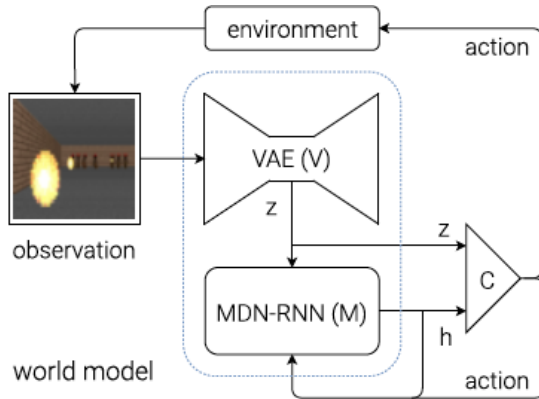 environment
action
VAE (V)
z
z
observation
C
MDN-RNN (M)
h
world model
action